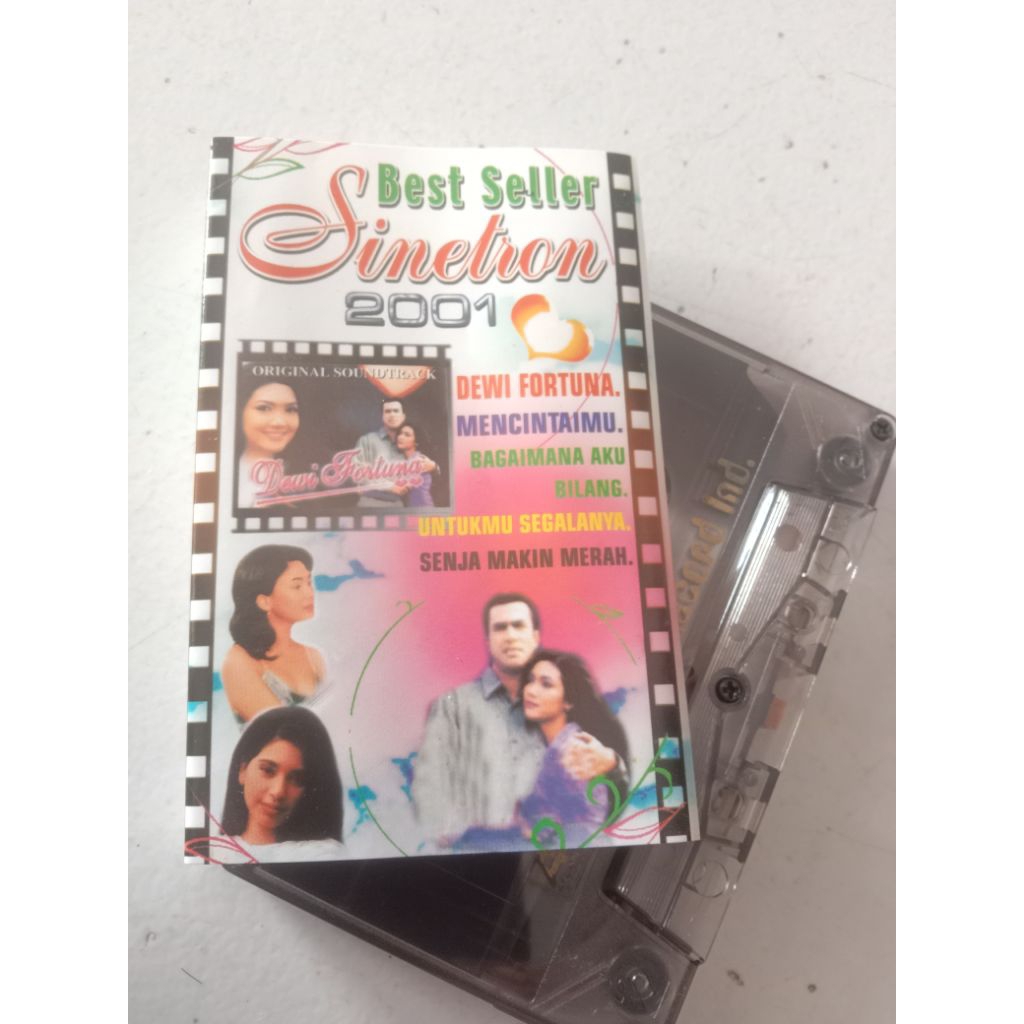 Best Seller
Sinetron
2001
ORIGINAL SOUNDTRACK
Dewi Fortuna
DEWI FORTUNA.
MENCINTAIMU.
BAGAIMANA AKU
BILANG.
UNTUKMU SEGALANYA.
SENJA MAKIN MERAH.
Ind.